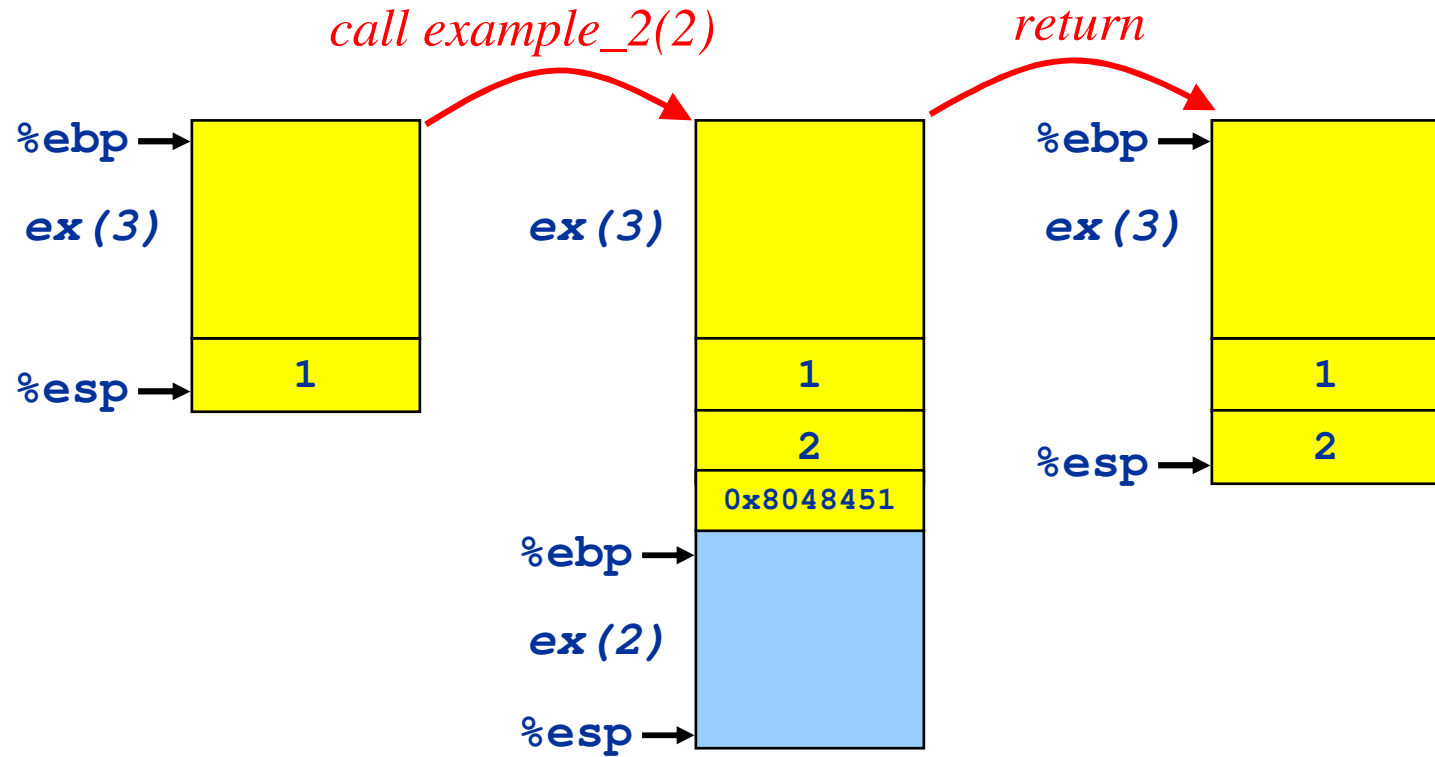 call example_2(2)
return
%ebp
%ebp
ex(3)
ex(3)
ex(3)
%esp
1
1
1
2
%esp
2
0x8048451
%ebp
ex(2)
%esp